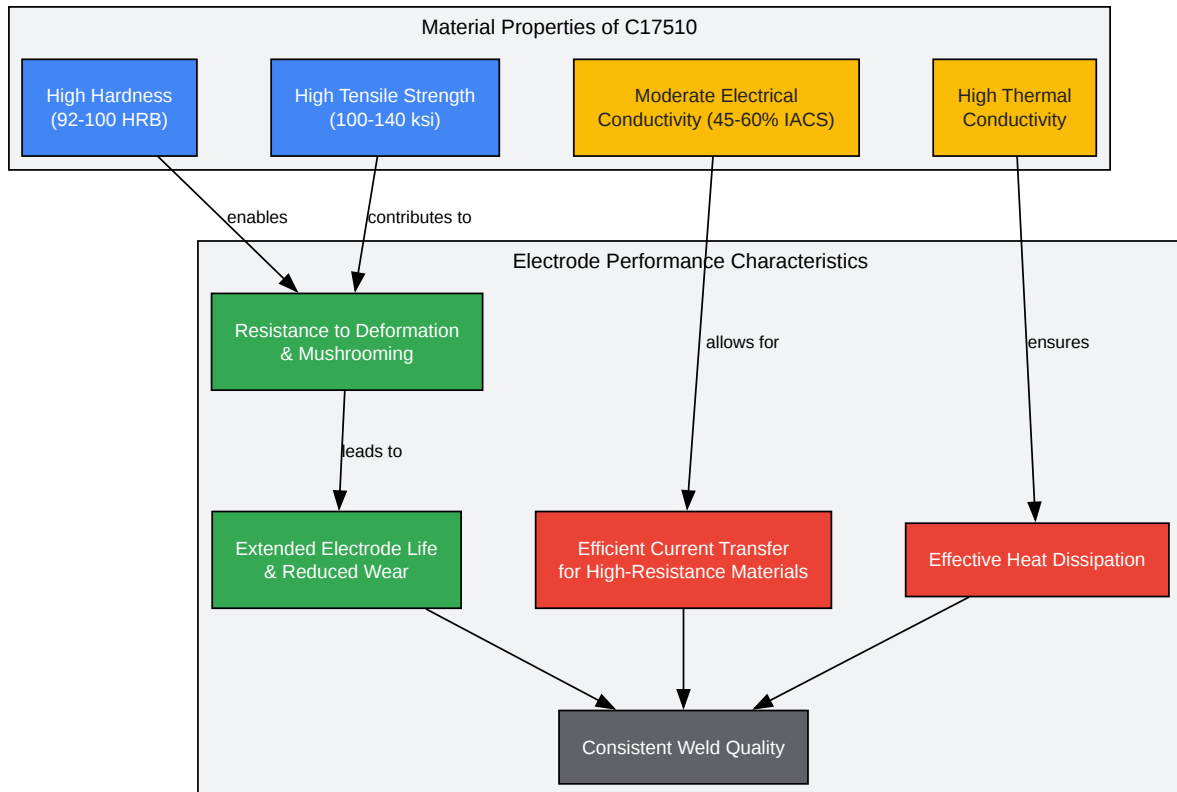 Material Properties of C17510
High Hardness
(92-100 HRB)
High Tensile Strength
(100-140 ksi)
Moderate Electrical
Conductivity (45-60% IACS)
High Thermal
Conductivity
enables
contributes to
Electrode Performance Characteristics
Resistance to Deformation
& Mushrooming
allows for
ensures
leads to
Extended Electrode Life
& Reduced Wear
Efficient Current Transfer
for High-Resistance Materials
Effective Heat Dissipation
Consistent Weld Quality